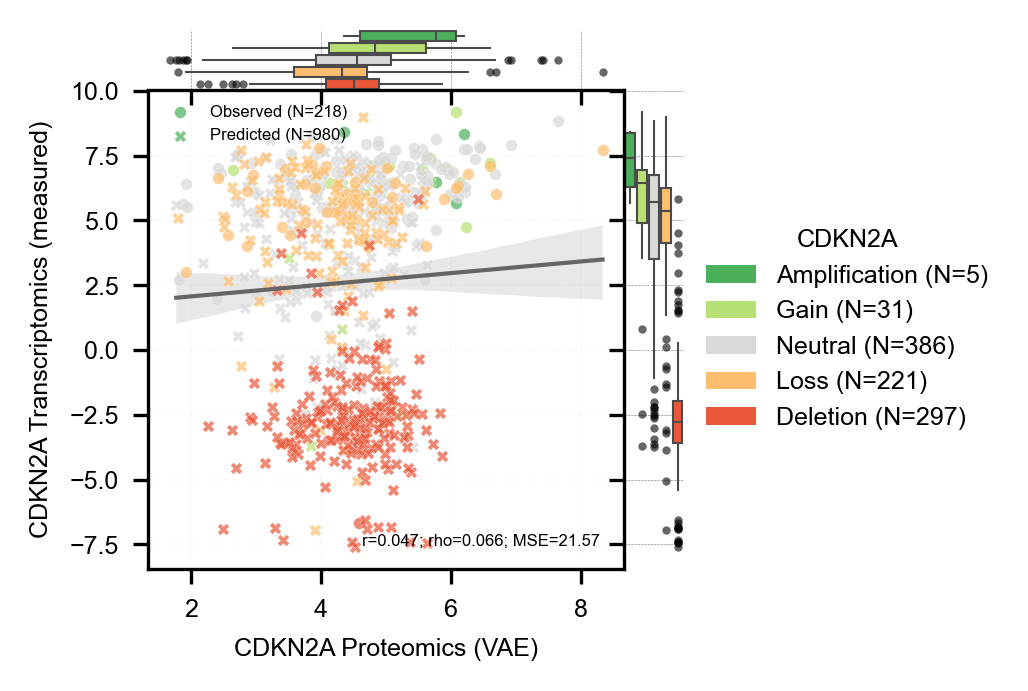 Observed (N=218)
Predicted (N=980)
10.0
7.5
5.0
2.5
0.0
−2.5
−5.0
−7.5
CDKN2A Transcriptomics (measured)
r=0.047; rho=0.066; MSE=21.57
2
4
6
8
CDKN2A Proteomics (VAE)
CDKN2A
Amplification (N=5)
Gain (N=31)
Neutral (N=386)
Loss (N=221)
Deletion (N=297)